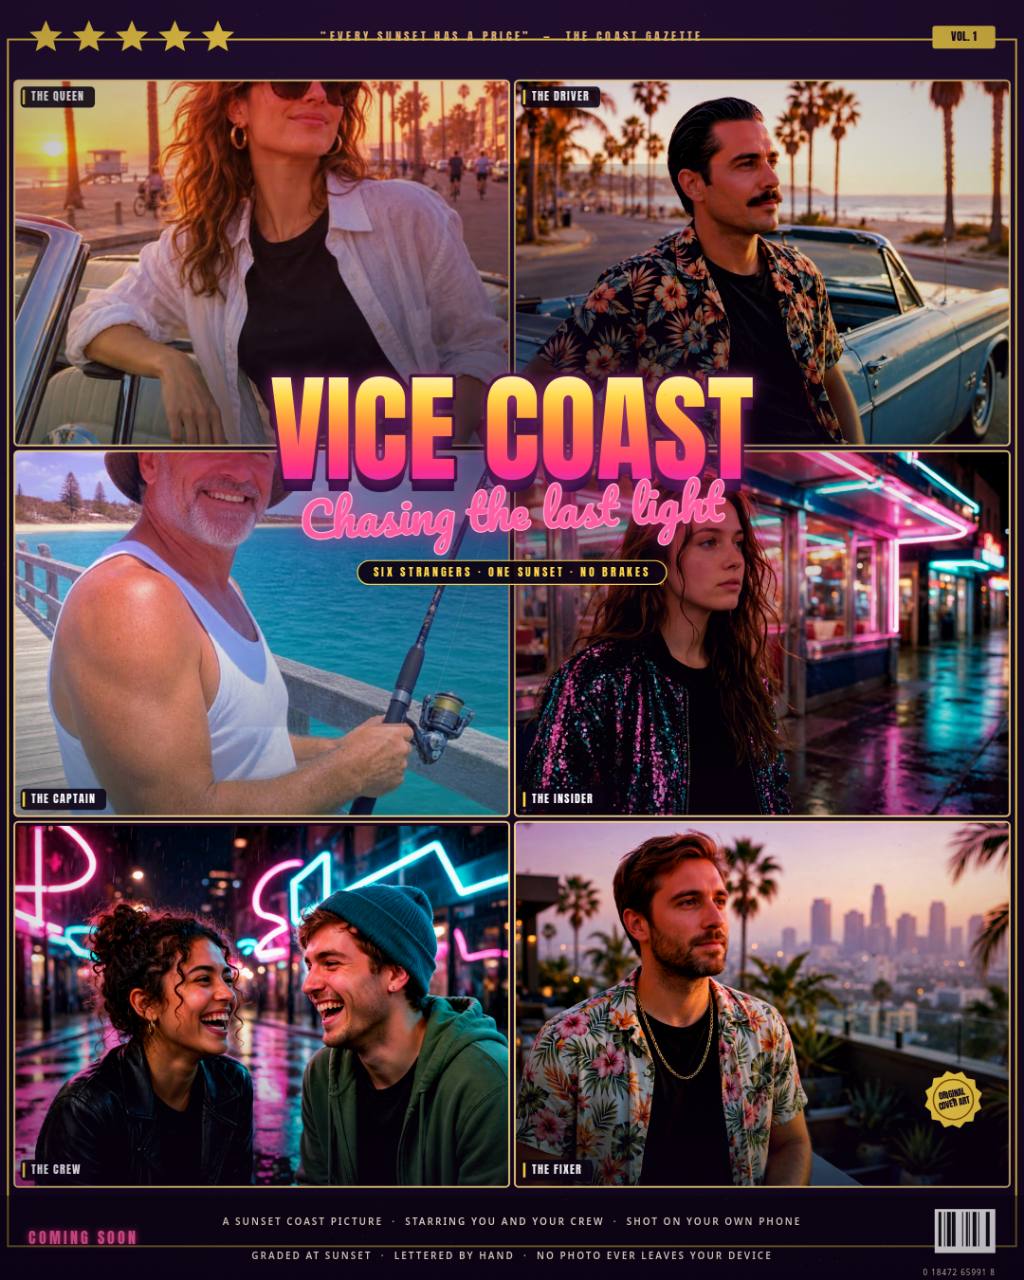 "EVERY SUNSET HAS A PRICE" — THE COAST GAZETTE
VOL. 1
THE QUEEN
THE DRIVER
VICE COAST
Chasing the last light
SIX STRANGERS · ONE SUNSET · NO BRAKES
THE CAPTAIN
THE INSIDER
THE CREW
THE FIXER
ORIGINAL
COVER ART
A SUNSET COAST PICTURE · STARRING YOU AND YOUR CREW · SHOT ON YOUR OWN PHONE
COMING SOON
GRADED AT SUNSET · LETTERED BY HAND · NO PHOTO EVER LEAVES YOUR DEVICE
0 18472 65991 8